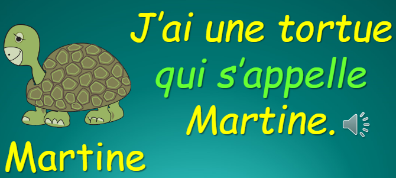 J'ai une tortue
qui s'appelle
Martine.
Martine